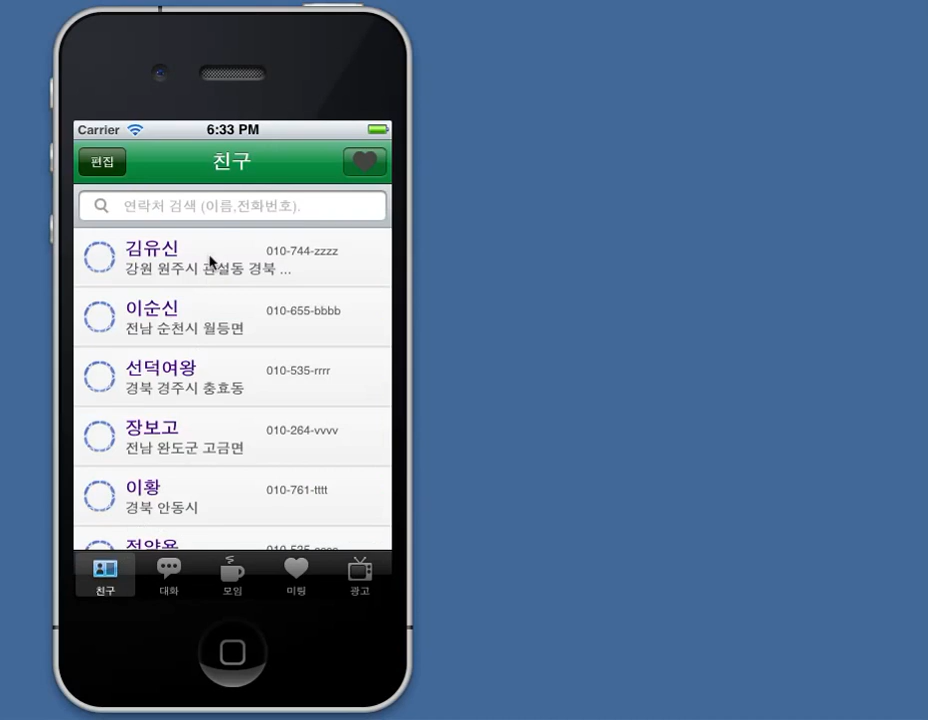 Carrier 6:33 PM
편집 친구
연락처 검색 (이름,전화번호).
김유신 010-744-zzzz
강원 원주시 관설동 경북 ...
이순신 010-655-bbbb
전남 순천시 월등면
선덕여왕 010-535-rrrr
경북 경주시 충효동
장보고 010-264-vvvv
전남 완도군 고금면
이황 010-761-tttt
경북 안동시
정약용
친구 대화 모임 미팅 광고